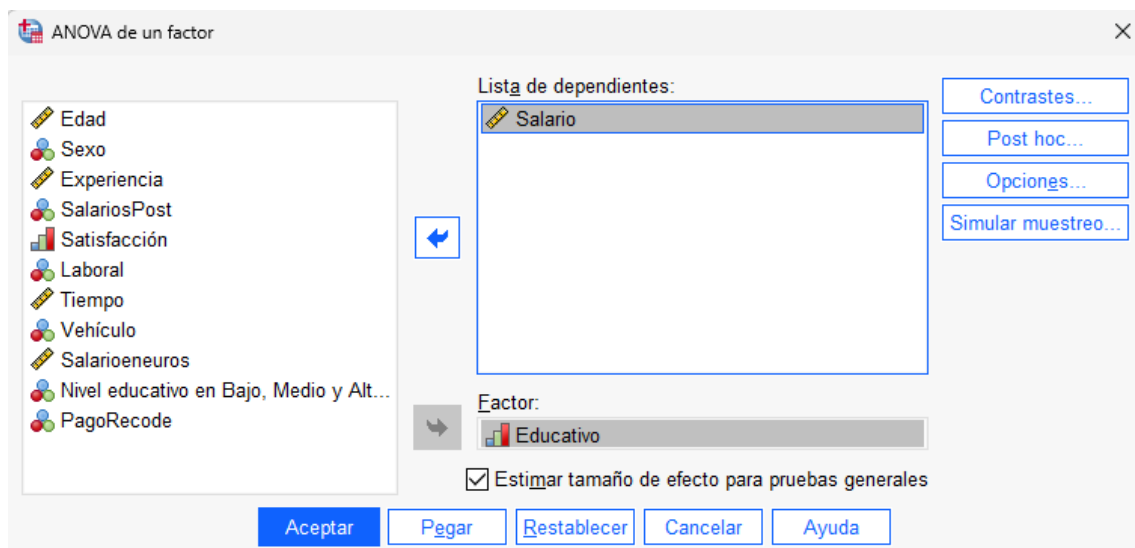 ANOVA de un factor
Edad
Sexo
Experiencia
SalariosPost
Satisfacción
Laboral
Tiempo
Vehículo
Salarioeneuros
Nivel educativo en Bajo, Medio y Alt...
PagoRecode
Lista de dependientes:
Salario
Factor:
Educativo
Estimar tamaño de efecto para pruebas generales
Contrastes...
Post hoc...
Opciones...
Simular muestreo...
Aceptar
Pegar
Restablecer
Cancelar
Ayuda